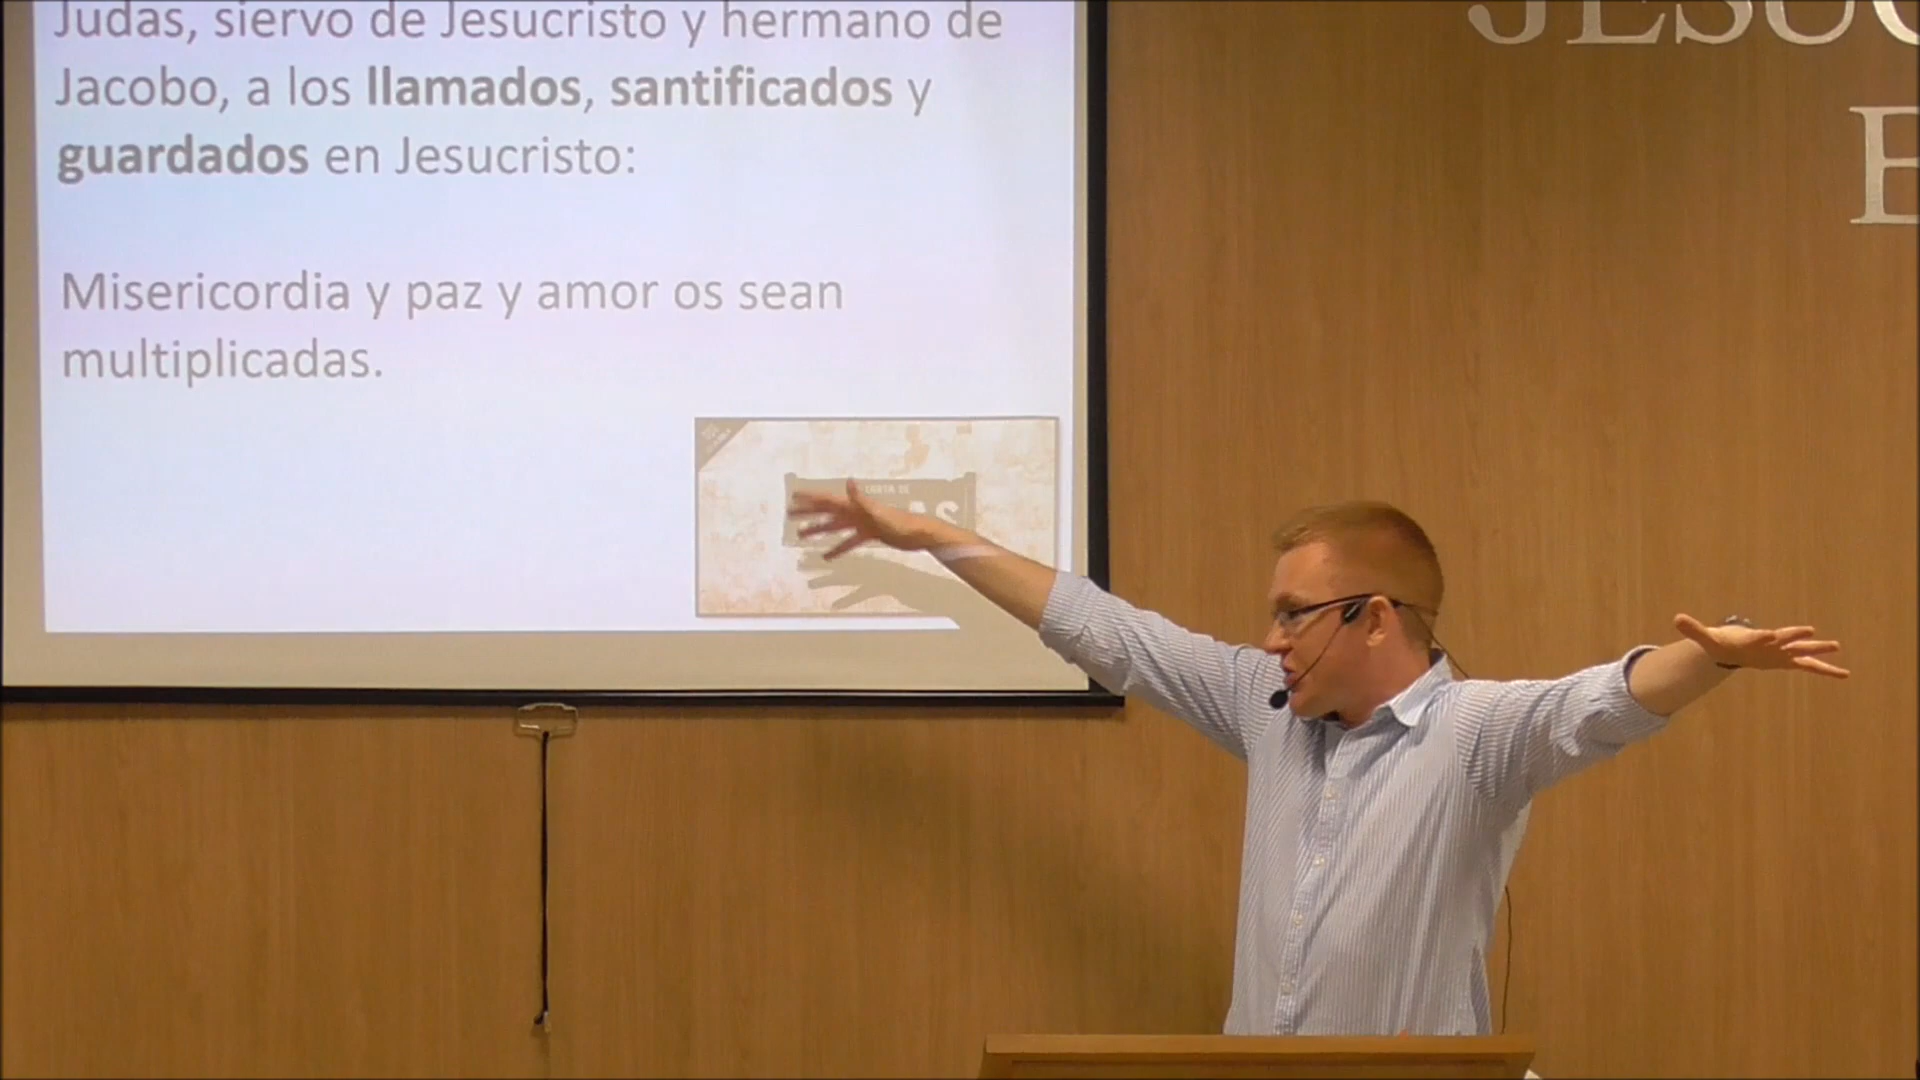 Judas, siervo de Jesucristo y hermano de
Jacobo, a los llamados, santificados y
guardados en Jesucristo:
Misericordia y paz y amor os sean
multiplicadas.